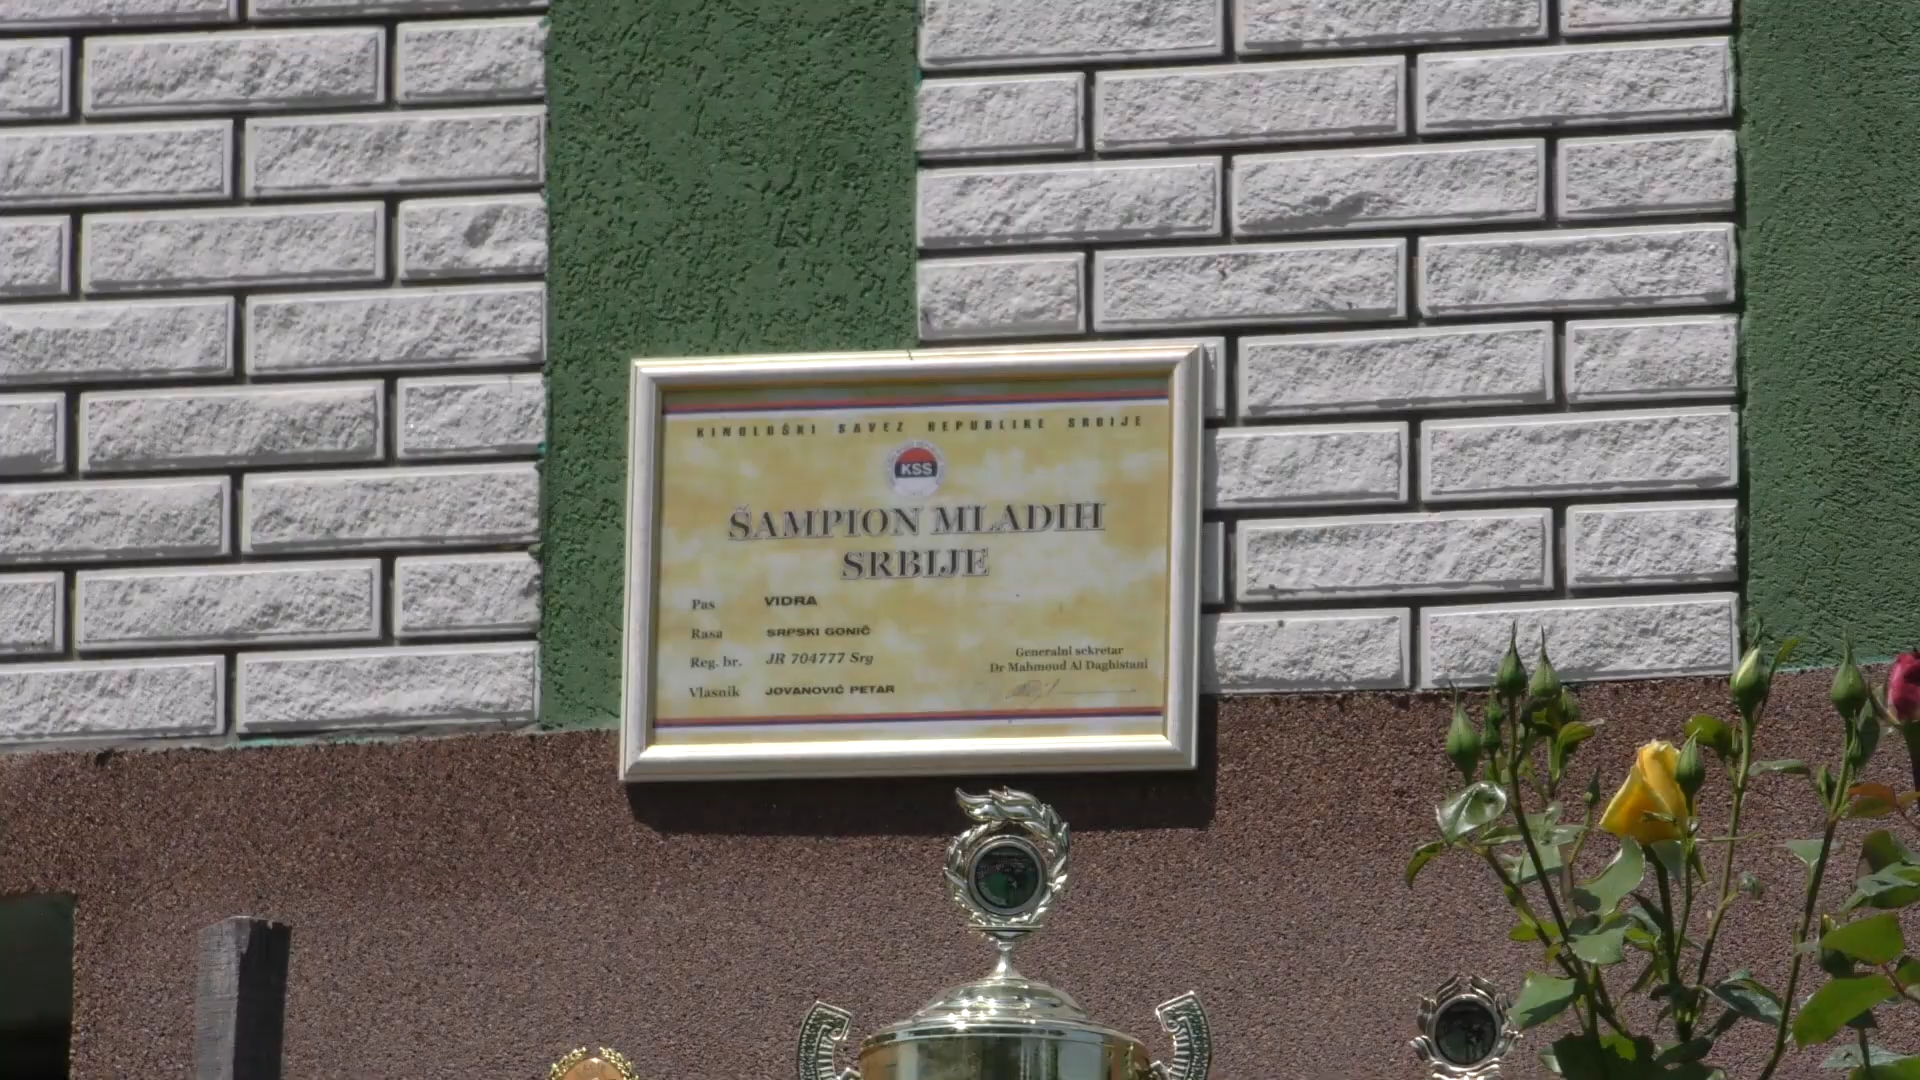 KINOLOŠKI SAVEZ REPUBLIKE SRBIJE
KSS
ŠAMPION MLADIH
SRBIJE
Pas VIDRA
Rasa SRPSKI GONIČ
Reg. br. JR 704777 Srg
Vlasnik JOVANOVIĆ PETAR
Generalni sekretar
Dr Mahmoud Al Daghistani